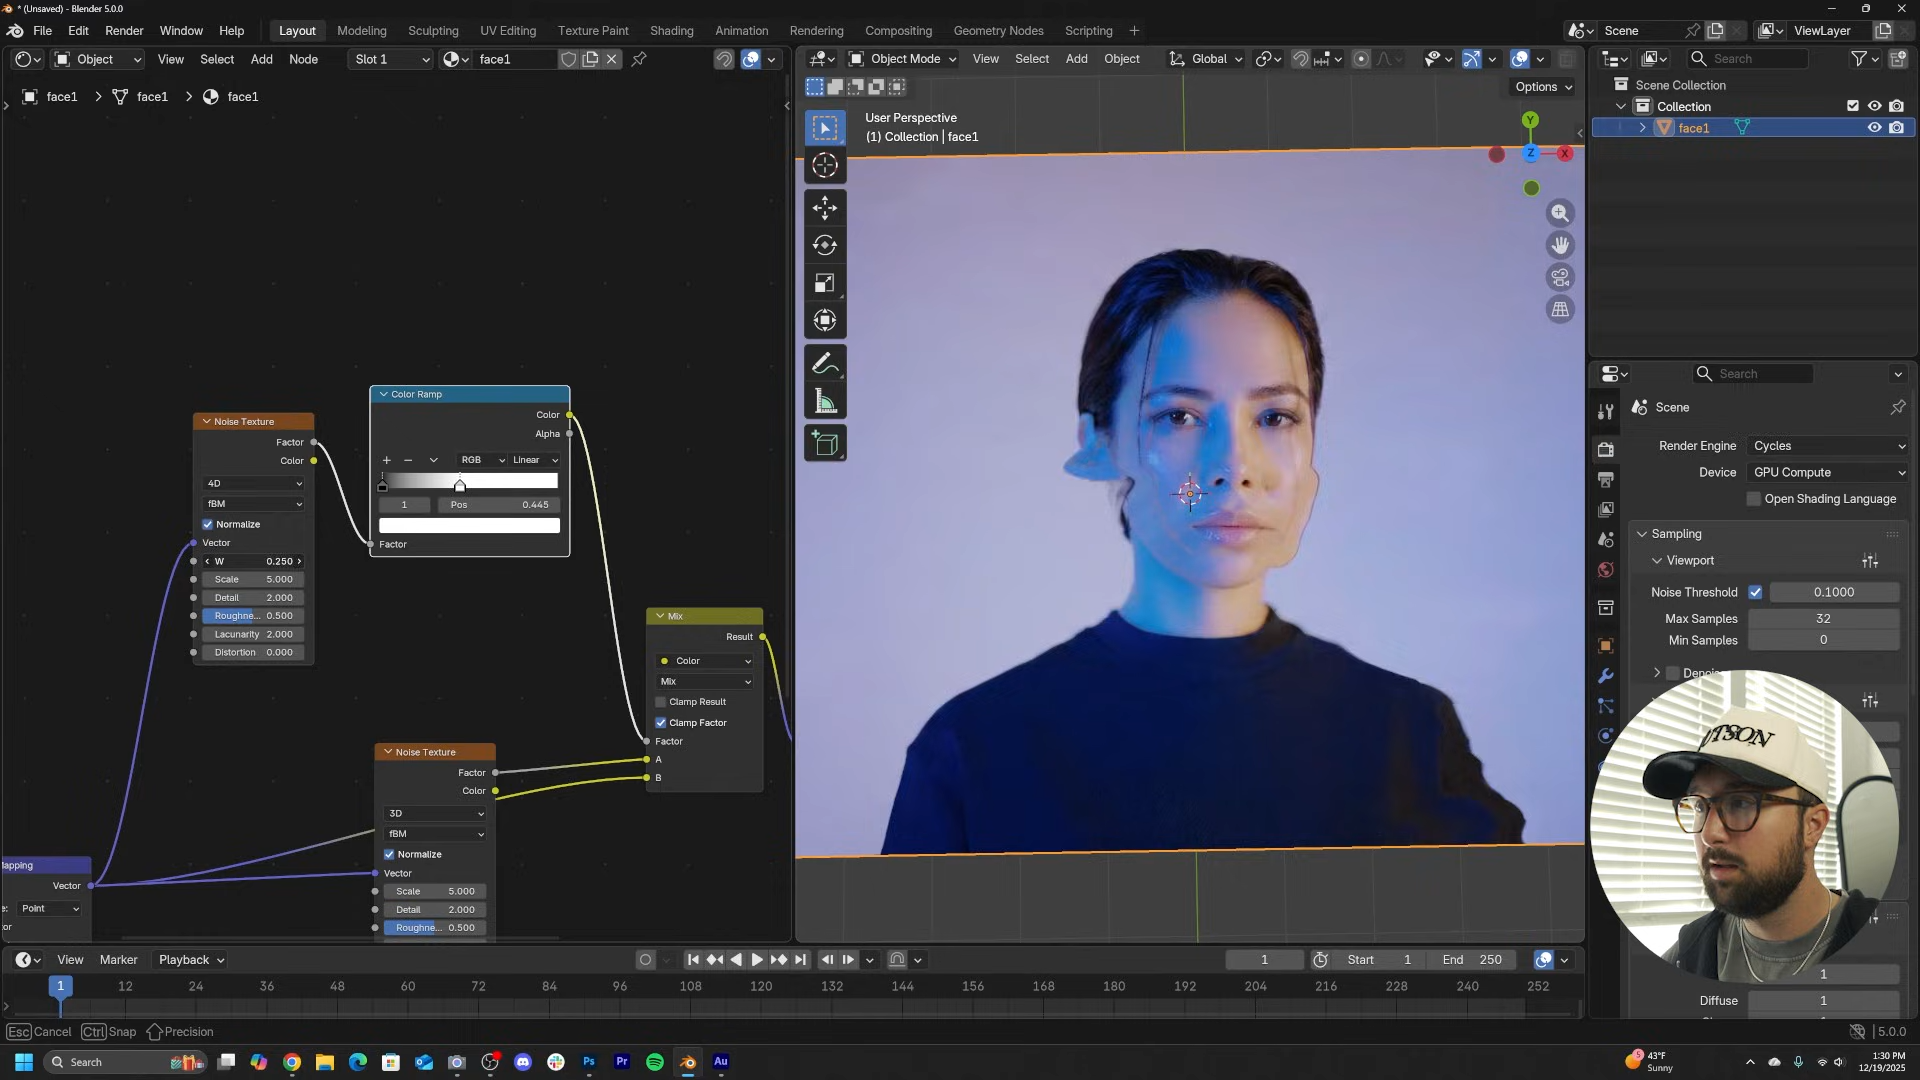 * (Unsaved) - Blender 5.0.0
File Edit Render Window Help Layout Modeling Sculpting UV Editing Texture Paint Shading Animation Rendering Compositing Geometry Nodes Scripting + Scene ViewLayer
Object View Select Add Node Slot 1 face1
Object Mode View Select Add Object Global
Search
Options
face1 > face1 > face1
Scene Collection
Collection
face1
User Perspective
(1) Collection | face1
Y
Z
X
Search
Scene
Render Engine Cycles
Device GPU Compute
Open Shading Language
Sampling
Viewport
Noise Threshold 0.1000
Max Samples 32
Min Samples 0
1
Diffuse 1
Noise Texture
Factor
Color
4D
fBM
Normalize
Vector
W 0.250
Scale 5.000
Detail 2.000
Roughne... 0.500
Lacunarity 2.000
Distortion 0.000
Color Ramp
Color
Alpha
RGB Linear
1 Pos 0.445
Factor
Mix
Result
Color
Mix
Clamp Result
Clamp Factor
Factor
A
B
Noise Texture
Factor
Color
3D
fBM
Normalize
Vector
Scale 5.000
Detail 2.000
Roughne... 0.500
Vector
Point
View Marker Playback 1 Start 1 End 250
1 12 24 36 48 60 72 84 96 108 120 132 144 156 168 180 192 204 216 228 240 252
Esc Cancel Ctrl Snap Precision
5.0.0
Search
Ps
Pr
Au
5
43°F
Sunny
1:30 PM
12/19/2025